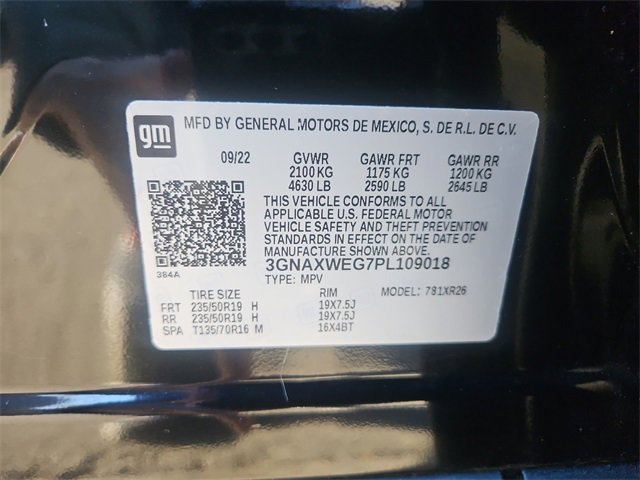 gm
MFD BY GENERAL MOTORS DE MEXICO, S. DE R.L. DE C.V.
09/22 GVWR GAWR FRT GAWR RR
2100 KG 1175 KG 1200 KG
4630 LB 2590 LB 2645 LB
THIS VEHICLE CONFORMS TO ALL
APPLICABLE U.S. FEDERAL MOTOR
VEHICLE SAFETY AND THEFT PREVENTION
STANDARDS IN EFFECT ON THE DATE OF
MANUFACTURE SHOWN ABOVE.
384A 3GNAXWEG7PL109018
TYPE: MPV MODEL: 781XR26
TIRE SIZE RIM
FRT 235/50R19 H 19X7.5J
RR 235/50R19 H 19X7.5J
SPA T135/70R16 M 16X4BT